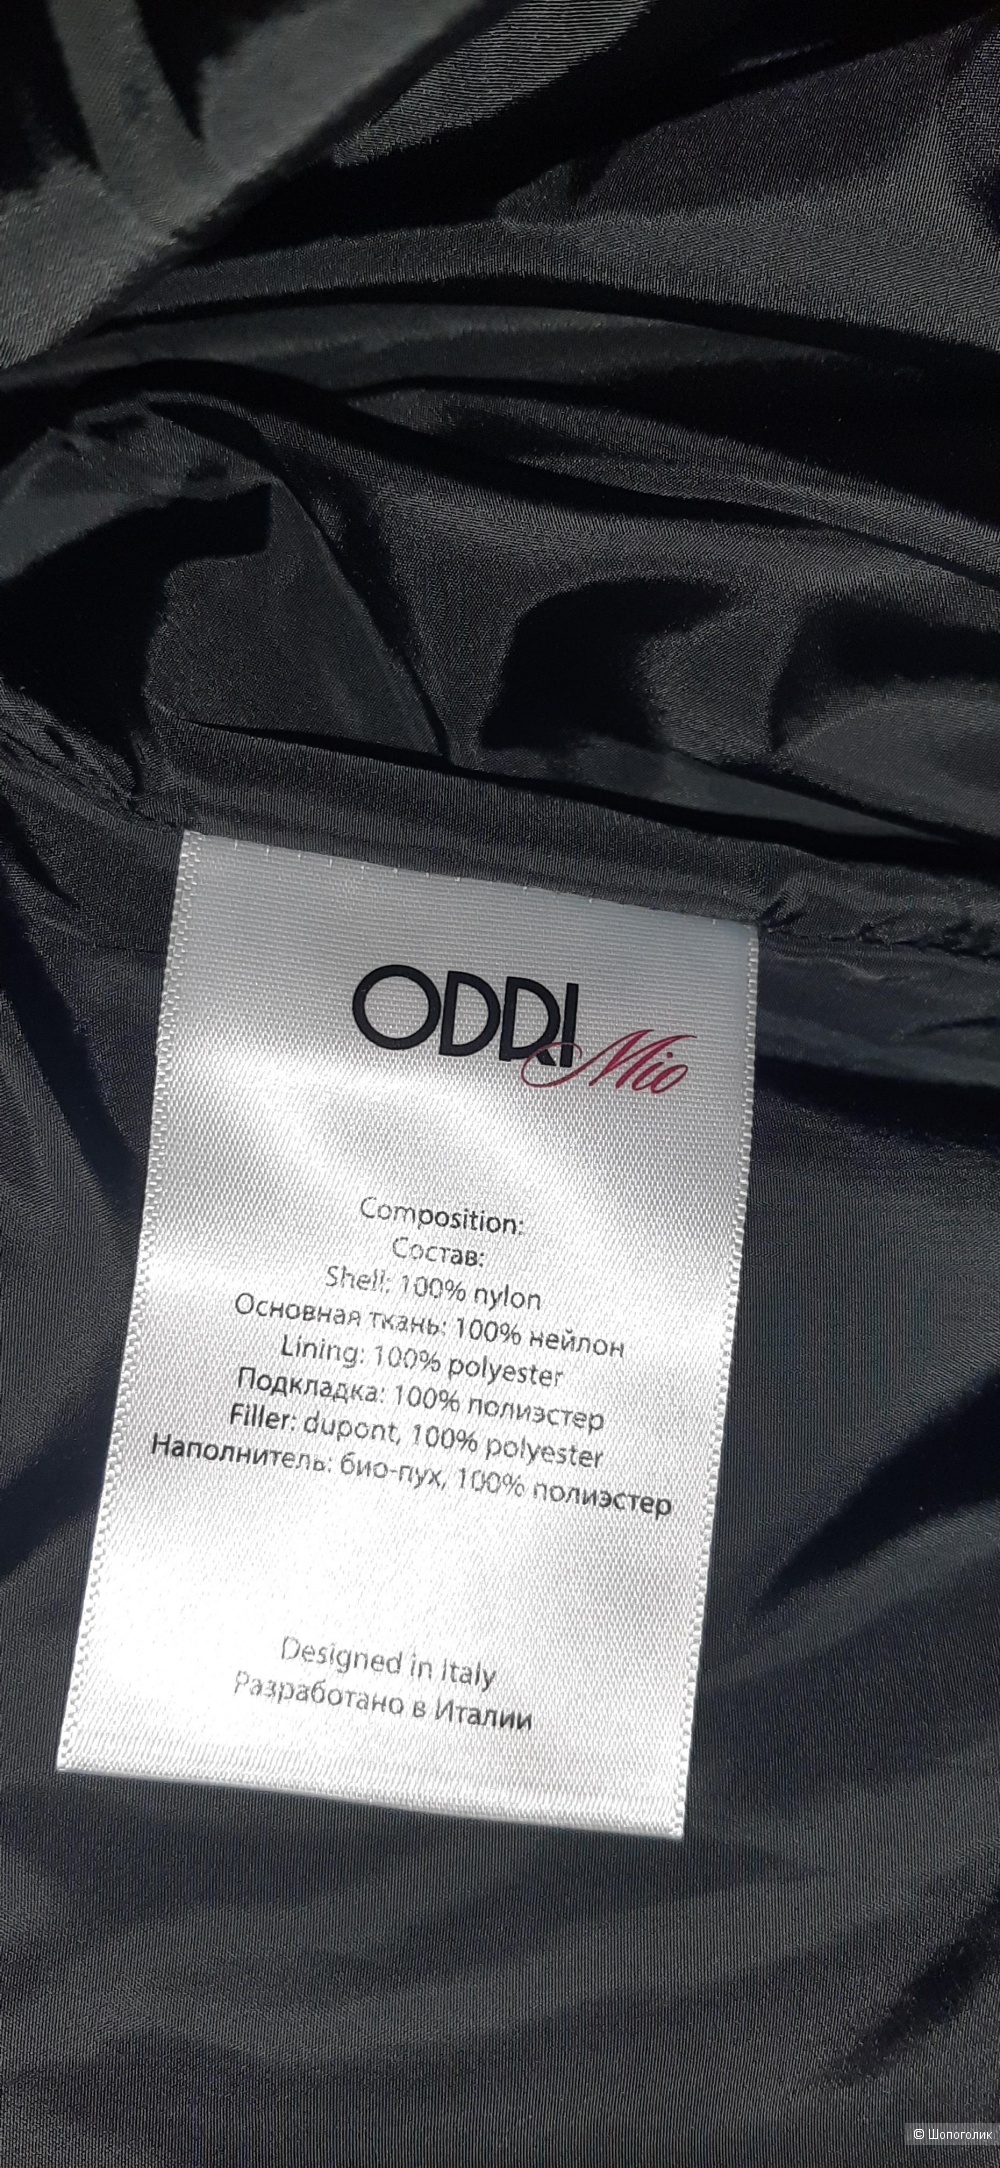 ODRI Mio
Composition:
Состав:
Shell: 100% nylon
Основная ткань: 100% нейлон
Lining: 100% polyester
Подкладка: 100% полиэстер
Filler: dupont, 100% polyester
Наполнитель: био-пух, 100% полиэстер
Designed in Italy
Разработано в Италии
© Шопоголик